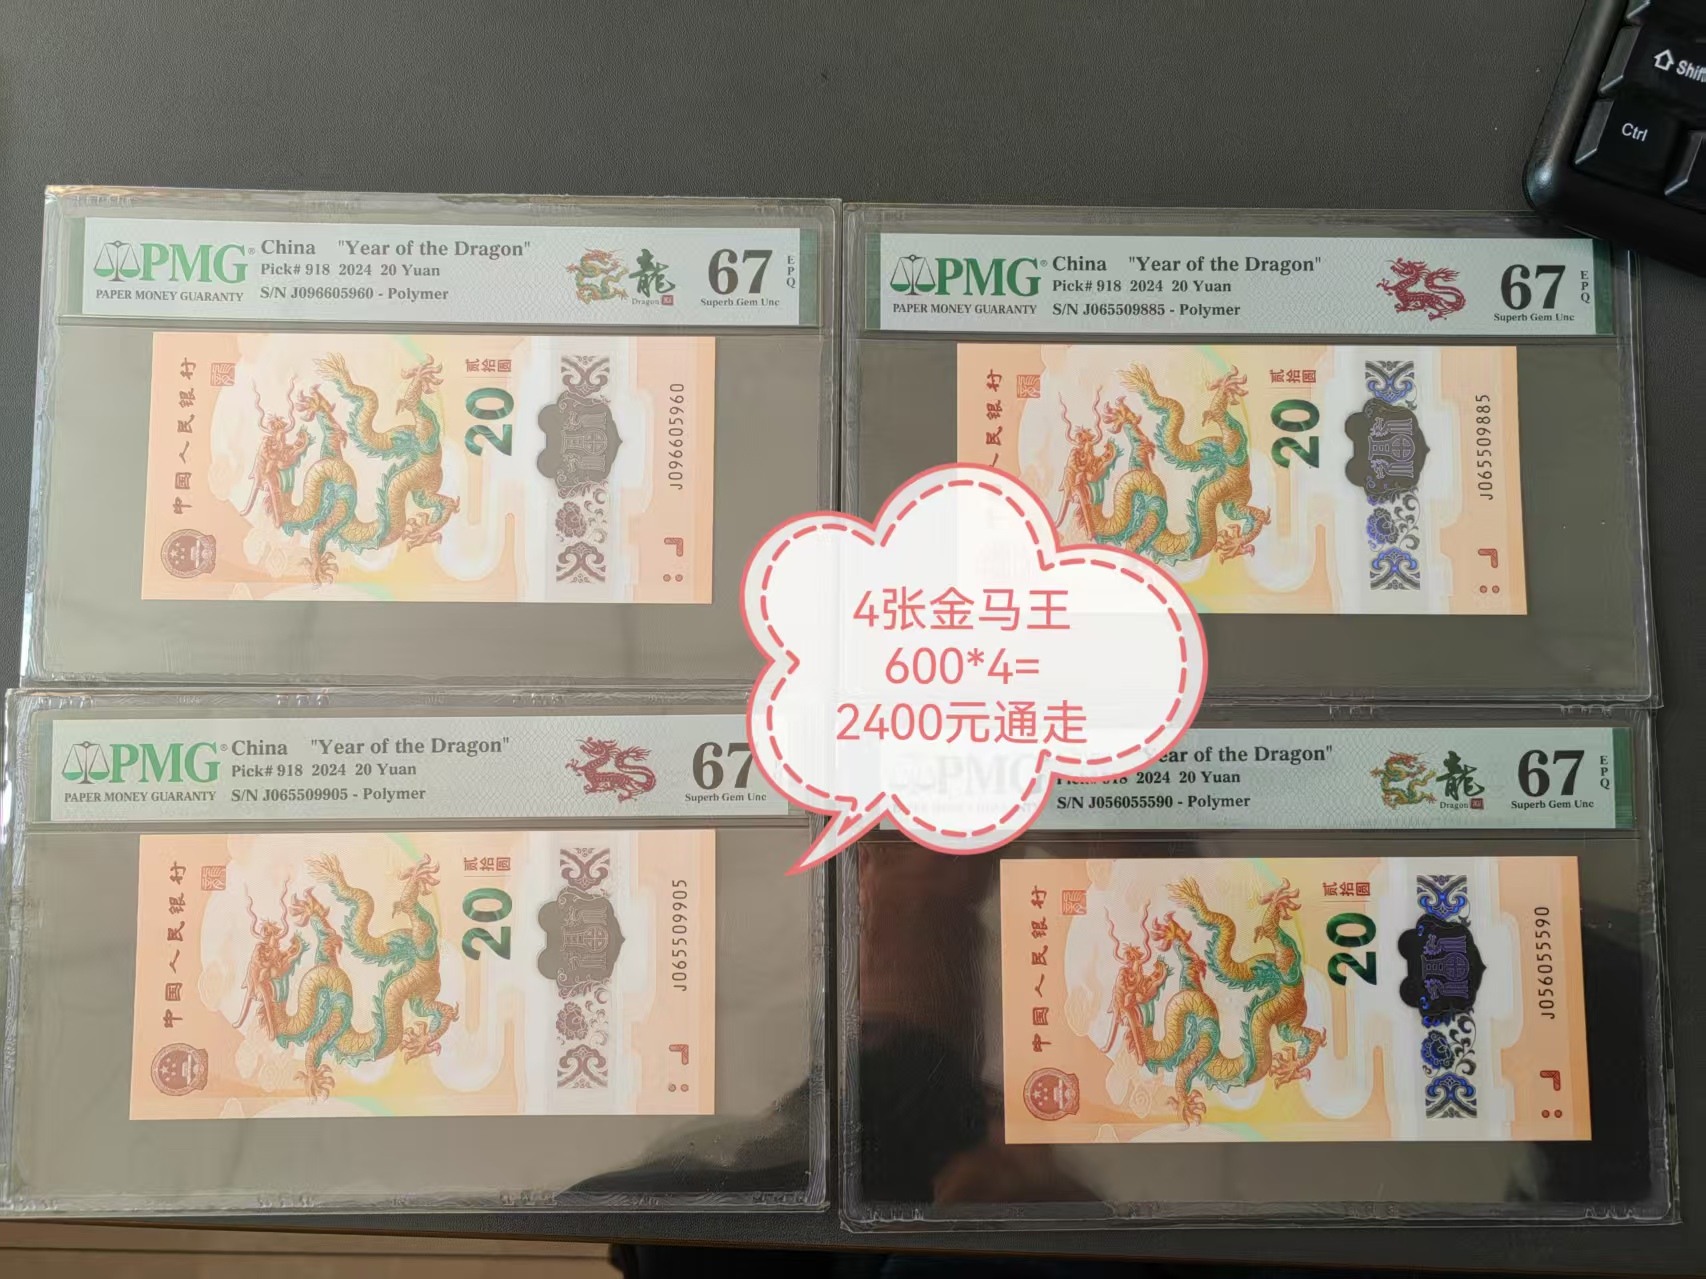 PMG®
PAPER MONEY GUARANTY
China "Year of the Dragon"
Pick# 918 2024 20 Yuan
S/N J096605960 - Polymer
龍
Dragon
67
EPQ
Superb Gem Unc
中国人民银行
贰拾圆
20
J096605960
PMG®
PAPER MONEY GUARANTY
China "Year of the Dragon"
Pick# 918 2024 20 Yuan
S/N J065509885 - Polymer
67
EPQ
Superb Gem Unc
人民银行
贰拾圆
20
J065509885
4张金马王
600*4=
2400元通走
PMG®
PAPER MONEY GUARANTY
China "Year of the Dragon"
Pick# 918 2024 20 Yuan
S/N J065509905 - Polymer
67
Superb Gem Unc
中国人民银行
贰拾圆
20
J065509905
PMG
Year of the Dragon"
Pick# 918 2024 20 Yuan
S/N J056055590 - Polymer
龍
Dragon
67
EPQ
Superb Gem Unc
中国人民银行
贰拾圆
20
J056055590
Shift
Ctrl